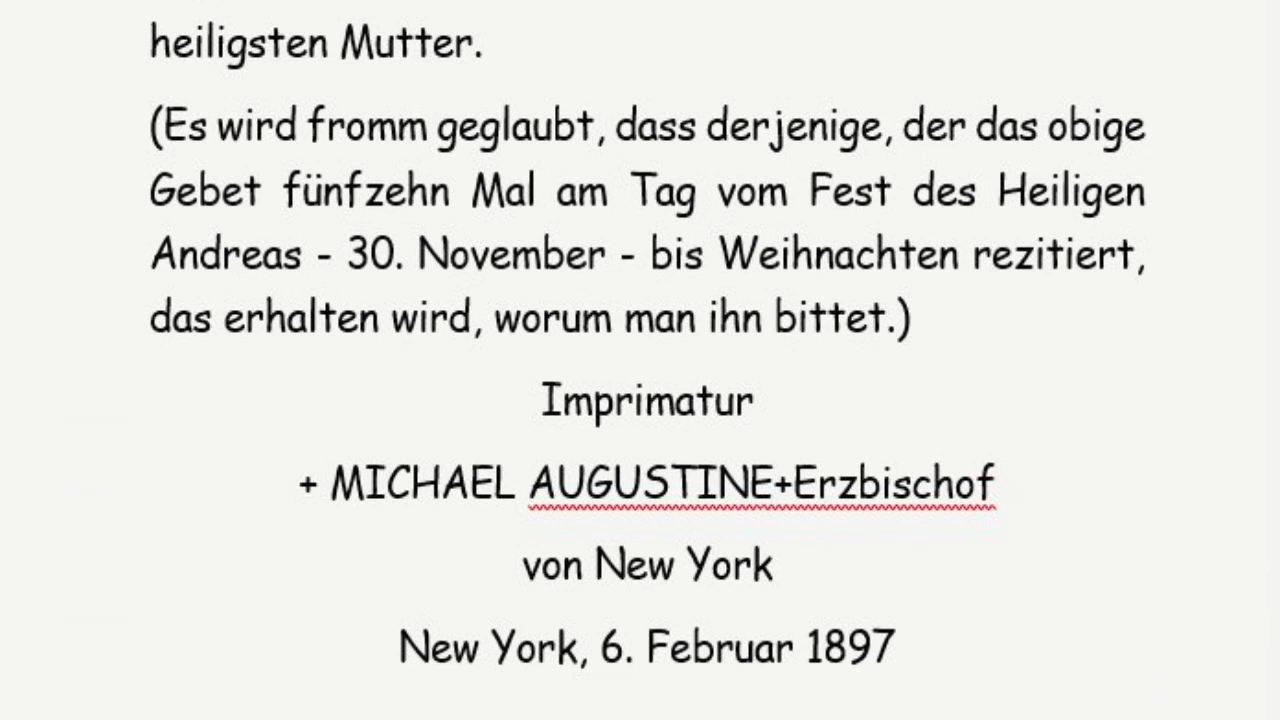 heiligsten Mutter.
(Es wird fromm geglaubt, dass derjenige, der das obige
Gebet fünfzehn Mal am Tag vom Fest des Heiligen
Andreas - 30. November - bis Weihnachten rezitiert,
das erhalten wird, worum man ihn bittet.)
Imprimatur
+ MICHAEL AUGUSTINE+Erzbischof
von New York
New York, 6. Februar 1897